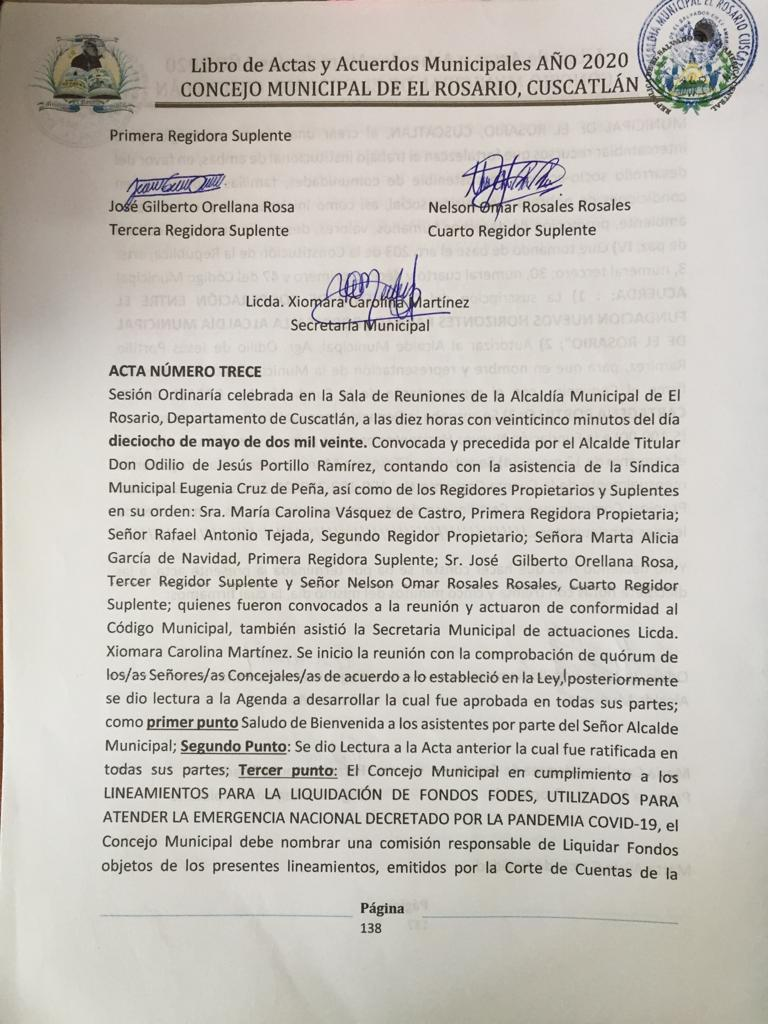 Libro de Actas y Acuerdos Municipales AÑO 2020
CONCEJO MUNICIPAL DE EL ROSARIO, CUSCATLÁN
Primera Regidora Suplente
José Gilberto Orellana Rosa Nelson Omar Rosales Rosales
Tercera Regidora Suplente Cuarto Regidor Suplente
Licda. Xiomara Carolina Martínez
Secretaría Municipal
ACTA NÚMERO TRECE
Sesión Ordinaría celebrada en la Sala de Reuniones de la Alcaldía Municipal de El
Rosario, Departamento de Cuscatlán, a las diez horas con veinticinco minutos del día
dieciocho de mayo de dos mil veinte. Convocada y precedida por el Alcalde Titular
Don Odilio de Jesús Portillo Ramírez, contando con la asistencia de la Síndica
Municipal Eugenia Cruz de Peña, así como de los Regidores Propietarios y Suplentes
en su orden: Sra. María Carolina Vásquez de Castro, Primera Regidora Propietaria;
Señor Rafael Antonio Tejada, Segundo Regidor Propietario; Señora Marta Alicia
García de Navidad, Primera Regidora Suplente; Sr. José Gilberto Orellana Rosa,
Tercer Regidor Suplente y Señor Nelson Omar Rosales Rosales, Cuarto Regidor
Suplente; quienes fueron convocados a la reunión y actuaron de conformidad al
Código Municipal, también asistió la Secretaria Municipal de actuaciones Licda.
Xiomara Carolina Martínez. Se inicio la reunión con la comprobación de quórum de
los/as Señores/as Concejales/as de acuerdo a lo estableció en la Ley, posteriormente
se dio lectura a la Agenda a desarrollar la cual fue aprobada en todas sus partes;
como primer punto Saludo de Bienvenida a los asistentes por parte del Señor Alcalde
Municipal; Segundo Punto: Se dio Lectura a la Acta anterior la cual fue ratificada en
todas sus partes; Tercer punto: El Concejo Municipal en cumplimiento a los
LINEAMIENTOS PARA LA LIQUIDACIÓN DE FONDOS FODES, UTILIZADOS PARA
ATENDER LA EMERGENCIA NACIONAL DECRETADO POR LA PANDEMIA COVID-19, el
Concejo Municipal debe nombrar una comisión responsable de Liquidar Fondos
objetos de los presentes lineamientos, emitidos por la Corte de Cuentas de la
Página
138